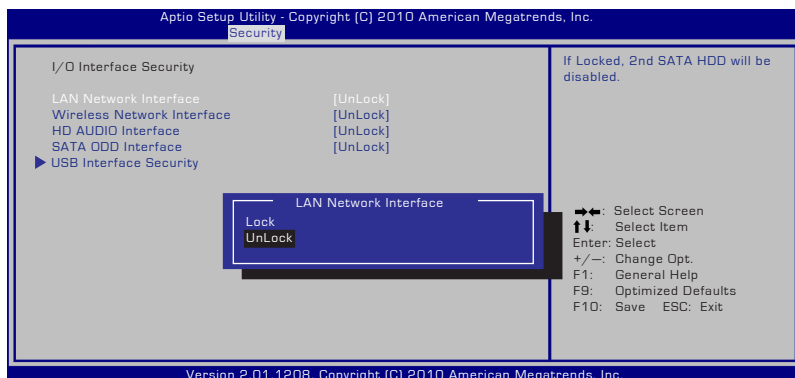 Aptio Setup Utility - Copyright (C) 2010 American Megatrends, Inc.
Security
I/O Interface Security
LAN Network Interface [UnLock]
Wireless Network Interface [UnLock]
HD AUDIO Interface [UnLock]
SATA ODD Interface [UnLock]
USB Interface Security
If Locked, 2nd SATA HDD will be
disabled.
LAN Network Interface
Lock
UnLock
: Select Screen
: Select Item
Enter: Select
+/—: Change Opt.
F1: General Help
F9: Optimized Defaults
F10: Save ESC: Exit
Version 2.01.1208. Copyright (C) 2010 American Megatrends, Inc.